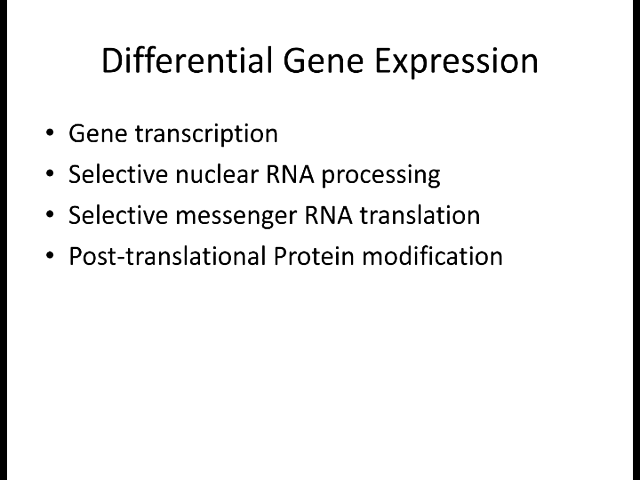 Differential Gene Expression
• Gene transcription
• Selective nuclear RNA processing
• Selective messenger RNA translation
• Post-translational Protein modification